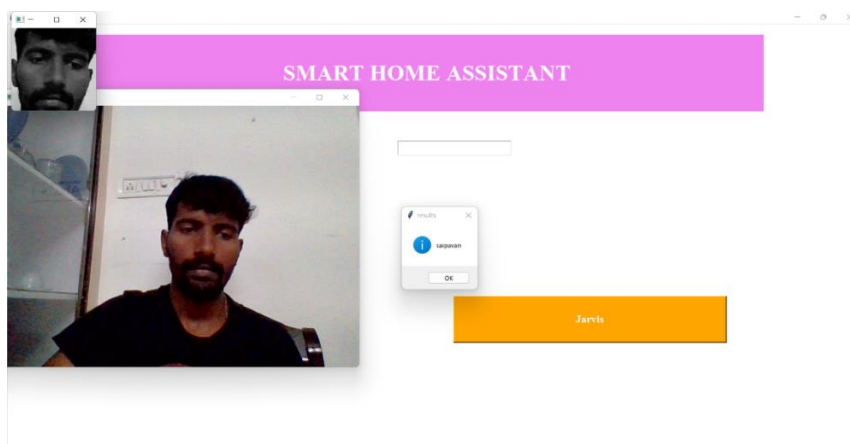 SMART HOME ASSISTANT
results
saipavan
OK
Jarvis